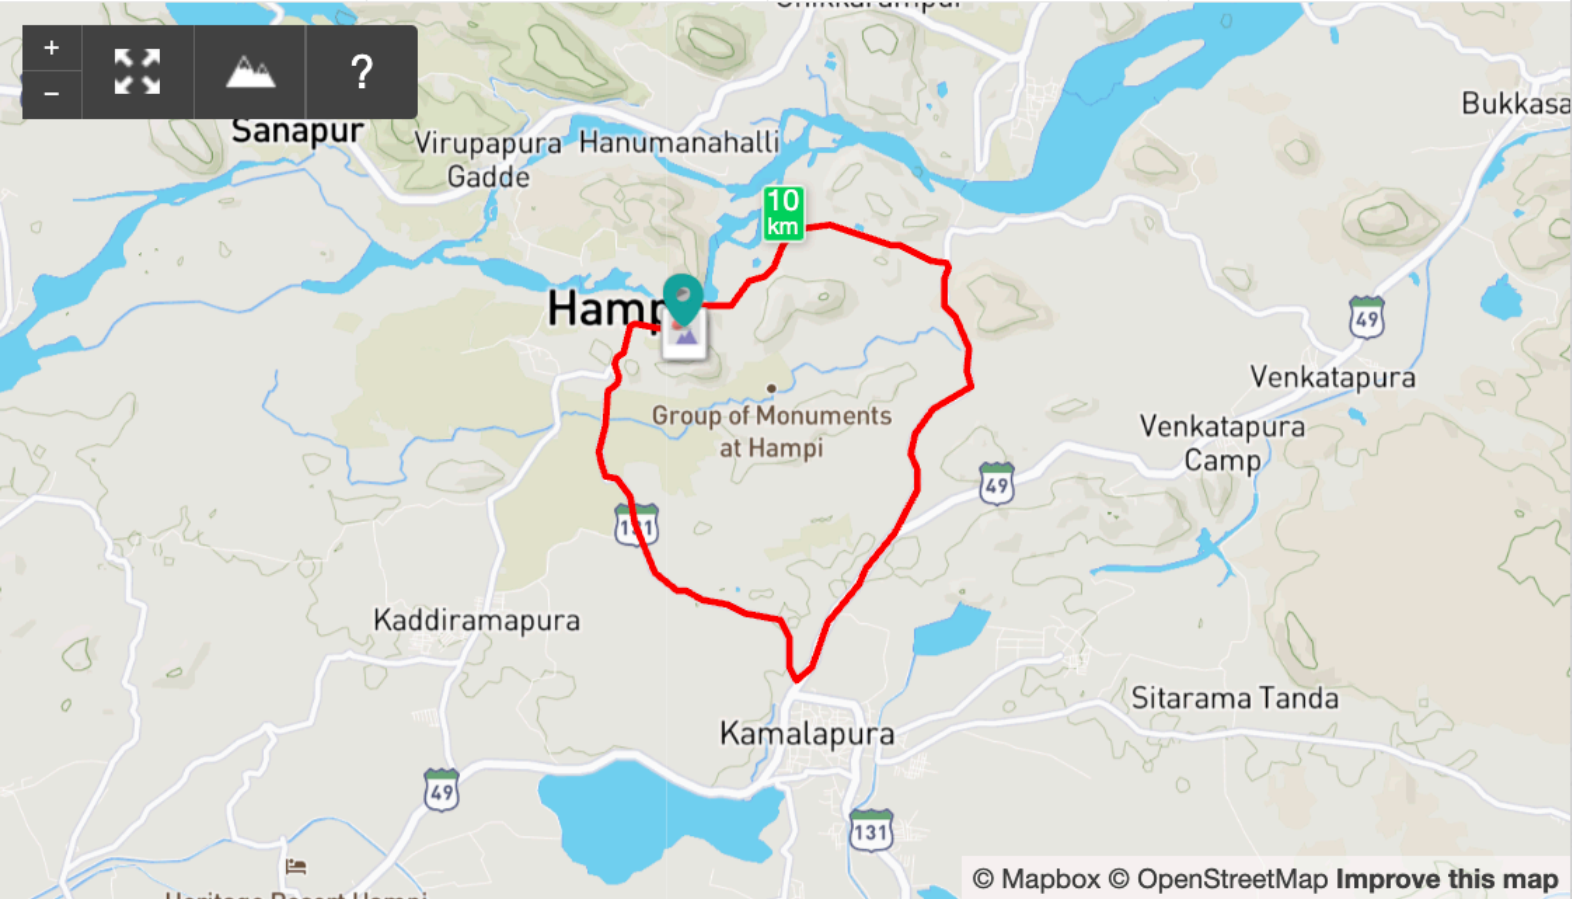 +
−
?
Sanapur
Virupapura
Gadde
Hanumanahalli
Bukkasa
10
km
Hamp
49
Venkatapura
Group of Monuments
at Hampi
Venkatapura
Camp
49
131
Kaddiramapura
Sitarama Tanda
Kamalapura
49
131
© Mapbox © OpenStreetMap Improve this map